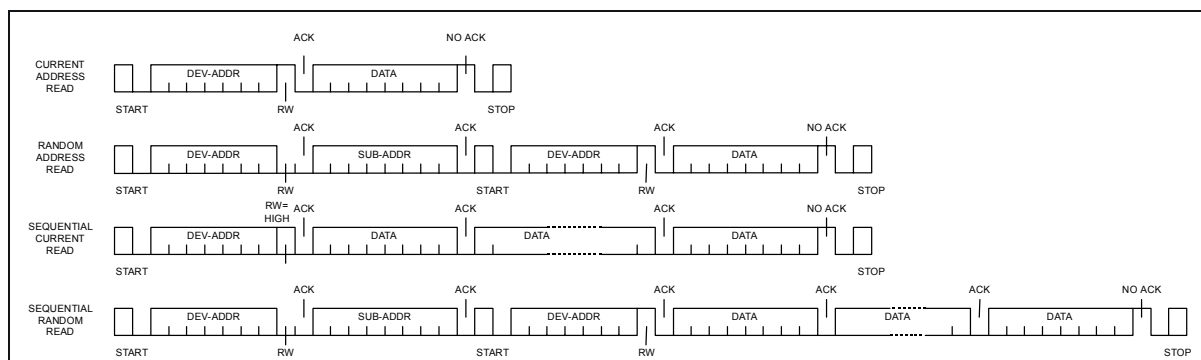 ACK NO ACK
CURRENT
ADDRESS
READ
DEV-ADDR DATA
START RW STOP
ACK ACK ACK NO ACK
RANDOM
ADDRESS
READ
DEV-ADDR SUB-ADDR DEV-ADDR DATA
START RW START RW STOP
RW=
HIGH
ACK ACK ACK NO ACK
SEQUENTIAL
CURRENT
READ
DEV-ADDR DATA DATA DATA
START STOP
ACK ACK ACK ACK ACK NO ACK
SEQUENTIAL
RANDOM
READ
DEV-ADDR SUB-ADDR DEV-ADDR DATA DATA DATA
START RW START RW STOP